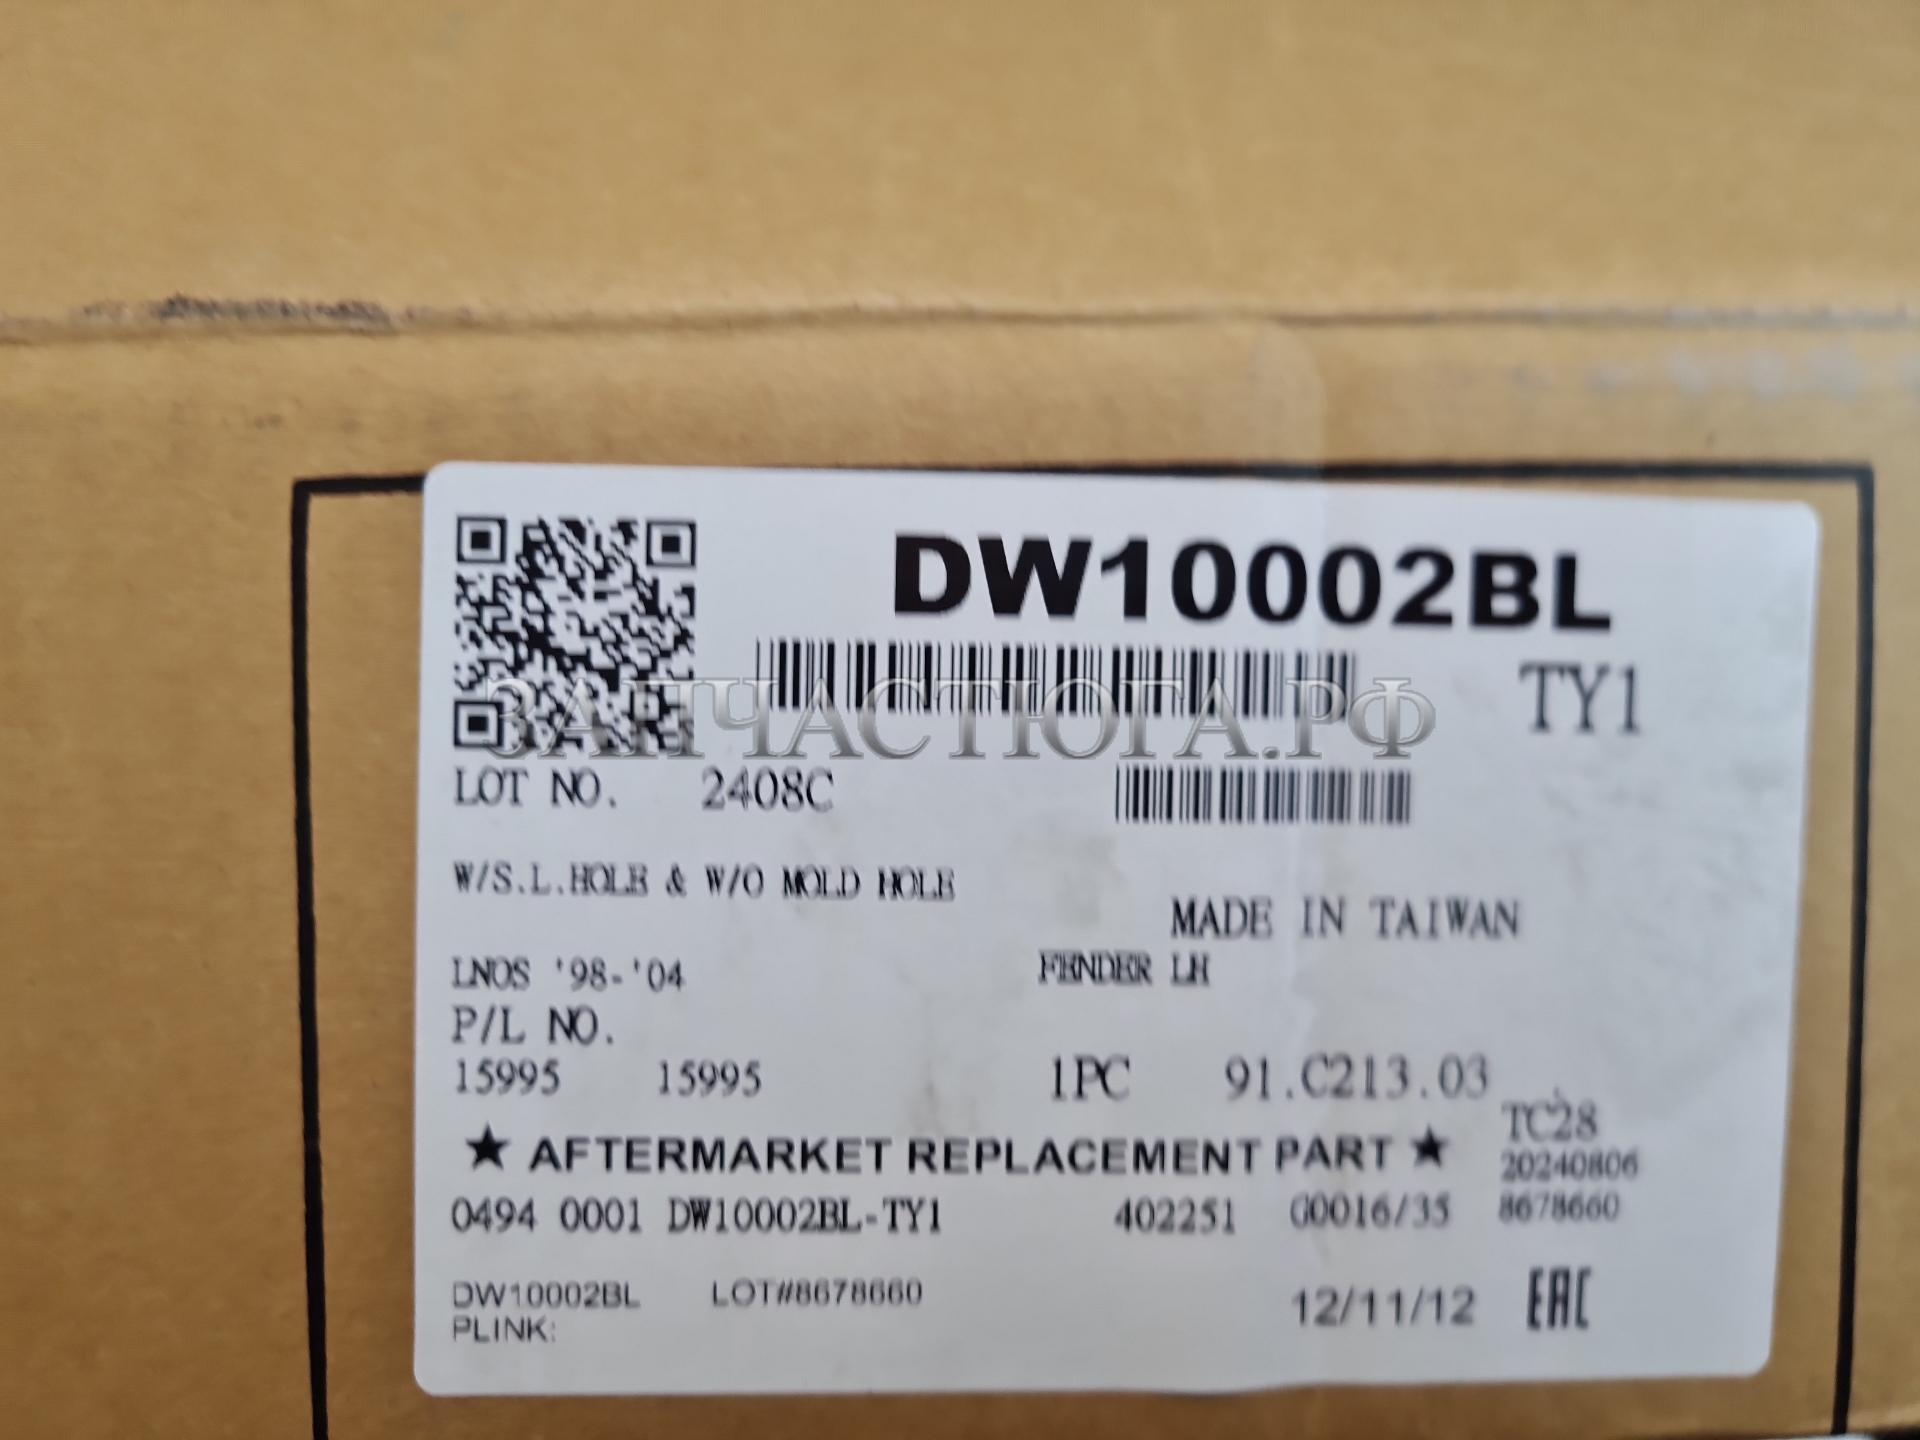 DW10002BL
TY1
ЗАПЧАСТЮГА.РФ
LOT NO. 2408C
W/S.L.HOLE & W/O MOLD HOLE
MADE IN TAIWAN
LNOS '98-'04 FENDER LH
P/L NO.
15995 15995 1PC 91.C213.03
TC28
★ AFTERMARKET REPLACEMENT PART ★ 20240806
0494 0001 DW10002BL-TY1 402251 G0016/35 8678660
DW10002BL LOT#8678660 12/11/12 EAC
PLINK: